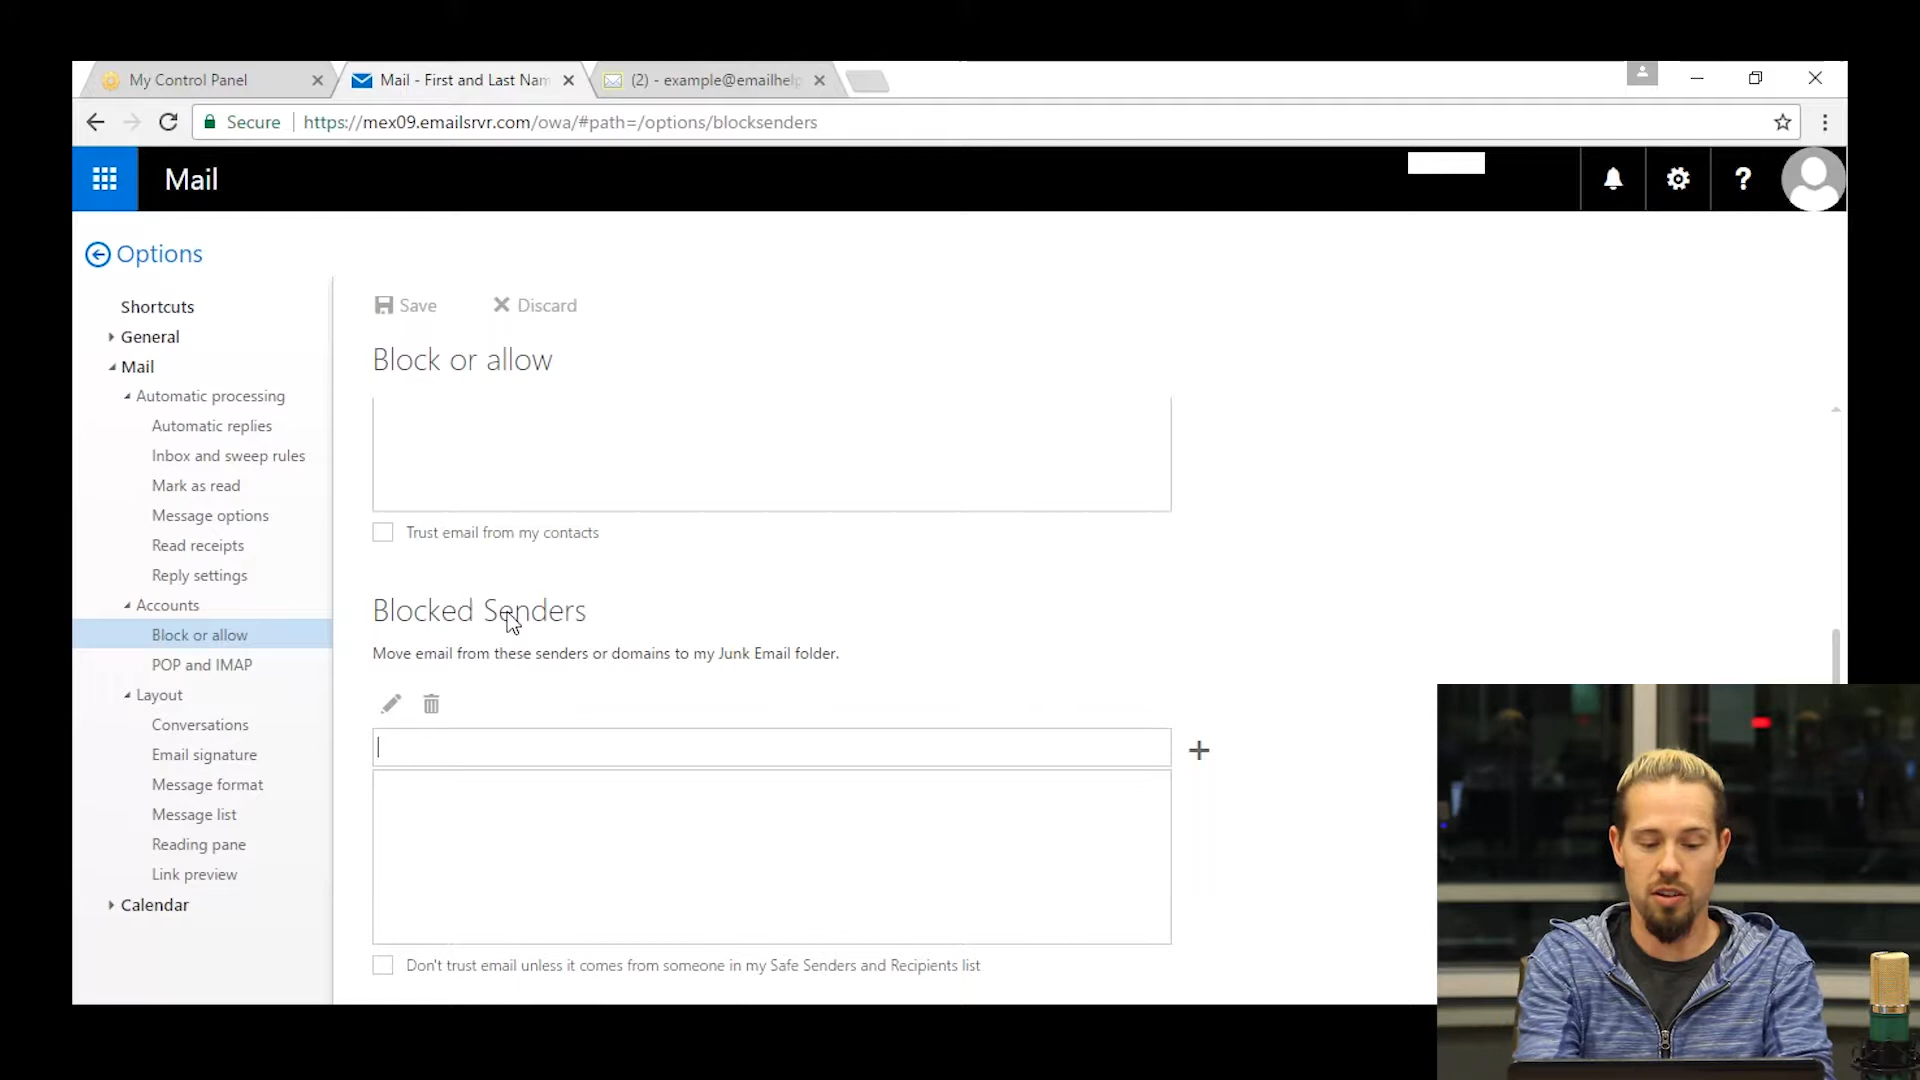 My Control Panel
Mail - First and Last Nam
(2) - example@emailhelp
Secure
https://mex09.emailsrvr.com/owa/#path=/options/blocksenders
Mail
?
Options
Shortcuts
General
Mail
Automatic processing
Automatic replies
Inbox and sweep rules
Mark as read
Message options
Read receipts
Reply settings
Accounts
Block or allow
POP and IMAP
Layout
Conversations
Email signature
Message format
Message list
Reading pane
Link preview
Calendar
Save
Discard
Block or allow
Trust email from my contacts
Blocked Senders
Move email from these senders or domains to my Junk Email folder.
Don't trust email unless it comes from someone in my Safe Senders and Recipients list